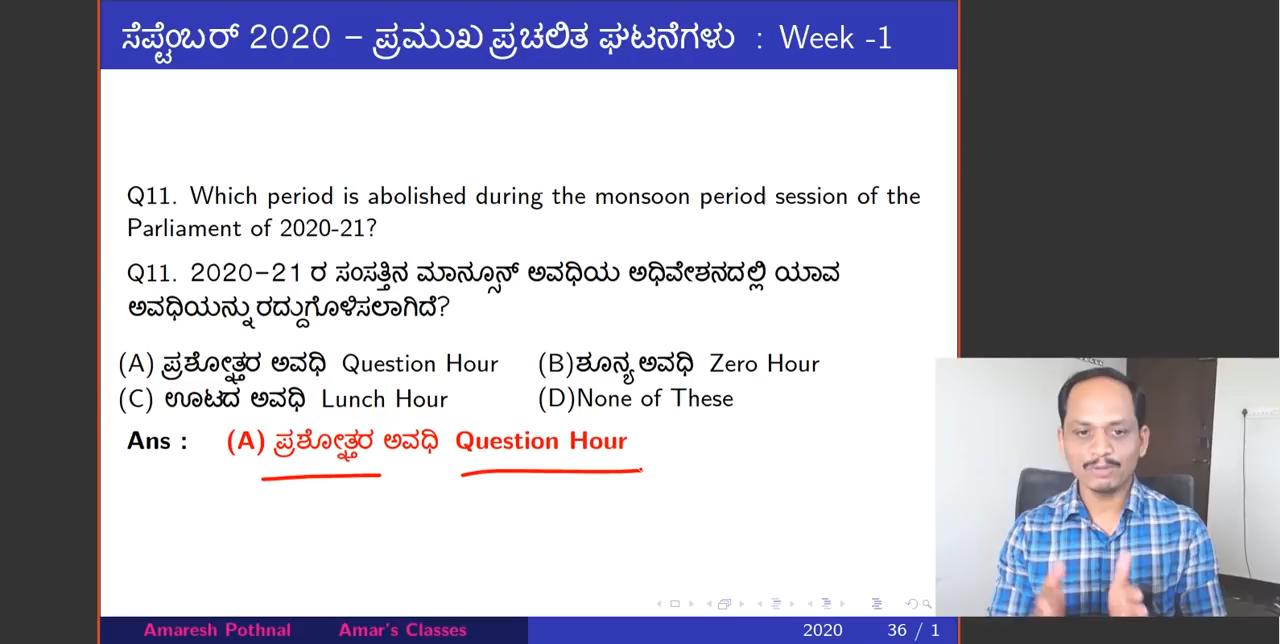 ಸೆಪ್ಟೆಂಬರ್ 2020 – ಪ್ರಮುಖ ಪ್ರಚಲಿತ ಘಟನೆಗಳು : Week -1
Q11. Which period is abolished during the monsoon period session of the
Parliament of 2020-21?
Q11. 2020–21 ರ ಸಂಸತ್ತಿನ ಮಾನ್ಸೂನ್ ಅವಧಿಯ ಅಧಿವೇಶನದಲ್ಲಿ ಯಾವ
ಅವಧಿಯನ್ನು ರದ್ದುಗೊಳಿಸಲಾಗಿದೆ?
(A) ಪ್ರಶೋತ್ತರ ಅವಧಿ Question Hour (B)ಶೂನ್ಯ ಅವಧಿ Zero Hour
(C) ಊಟದ ಅವಧಿ Lunch Hour (D)None of These
Ans : (A) ಪ್ರಶೋತ್ತರ ಅವಧಿ Question Hour
Amaresh Pothnal Amar's Classes 2020 36 / 1